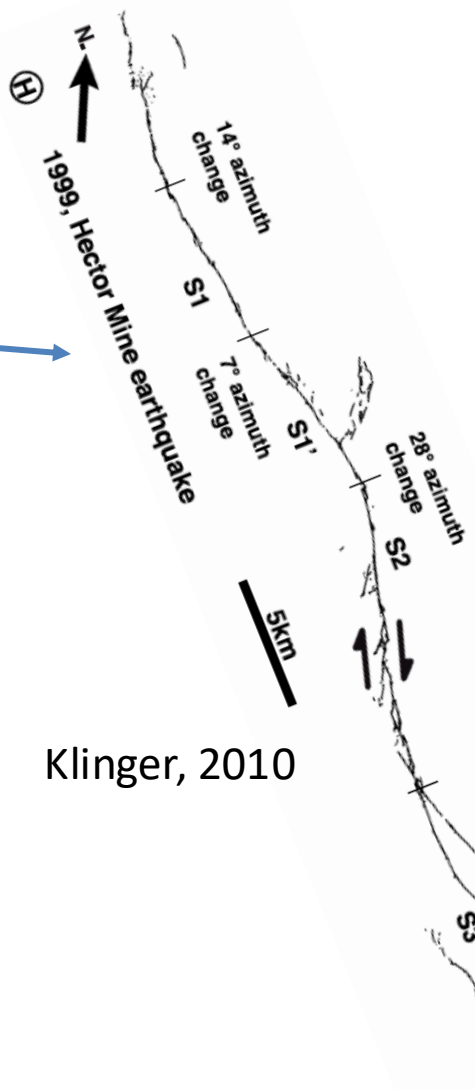 N.
H
1999, Hector Mine earthquake
14° azimuth
change
S1
7° azimuth
change
S1'
28° azimuth
change
S2
5km
Klinger, 2010
S3